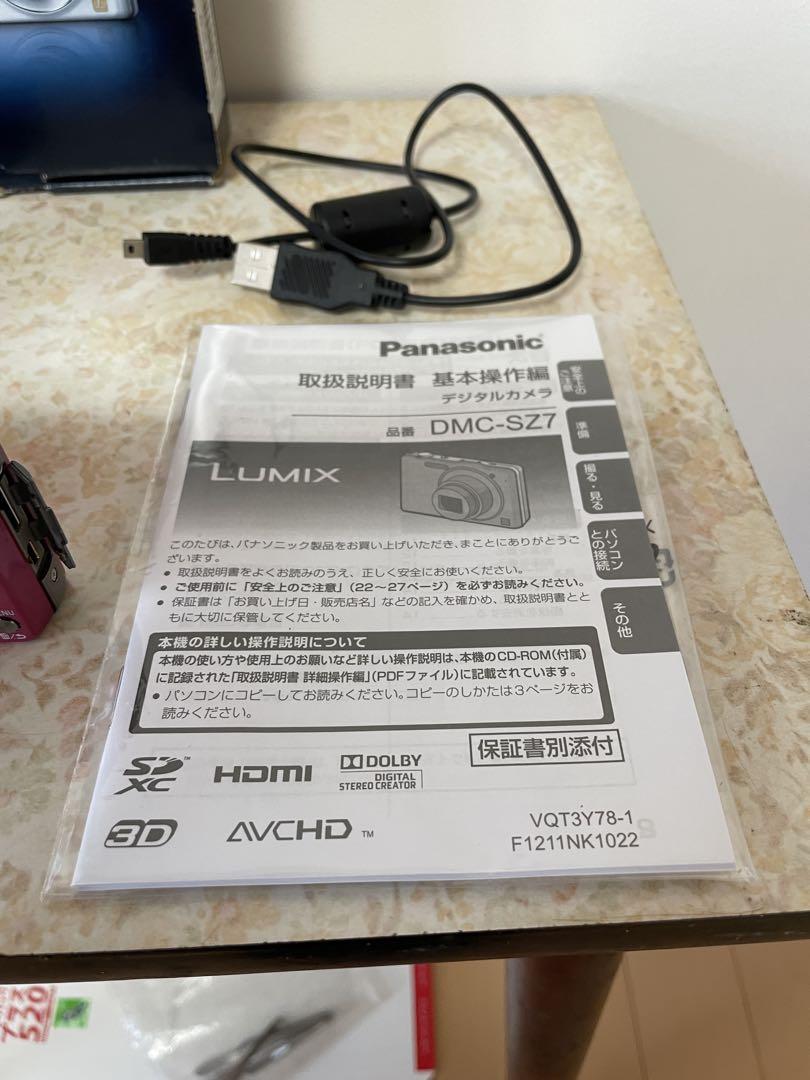 Panasonic
取扱説明書 基本操作編
デジタルカメラ
品番 DMC-SZ7
LUMIX
安全上のご注意
準備
撮る・見る
パソコンとの接続
その他
このたびは、パナソニック製品をお買い上げいただき、まことにありがとうご
ざいます。
● 取扱説明書をよくお読みのうえ、正しく安全にお使いください。
● ご使用前に「安全上のご注意」(22～27ページ)を必ずお読みください。
● 保証書は「お買い上げ日・販売店名」などの記入を確かめ、取扱説明書とと
もに大切に保管してください。
本機の詳しい操作説明について
本機の使い方や使用上のお願いなど詳しい操作説明は、本機のCD-ROM(付属)
に記録された「取扱説明書 詳細操作編」(PDFファイル)に記載されています。
● パソコンにコピーしてお読みください。コピーのしかたは3ページをお
読みください。
保証書別添付
SD XC TM
HDMI
DOLBY
DIGITAL
STEREO CREATOR
3D
AVCHD TM
VQT3Y78-1
F1211NK1022
520